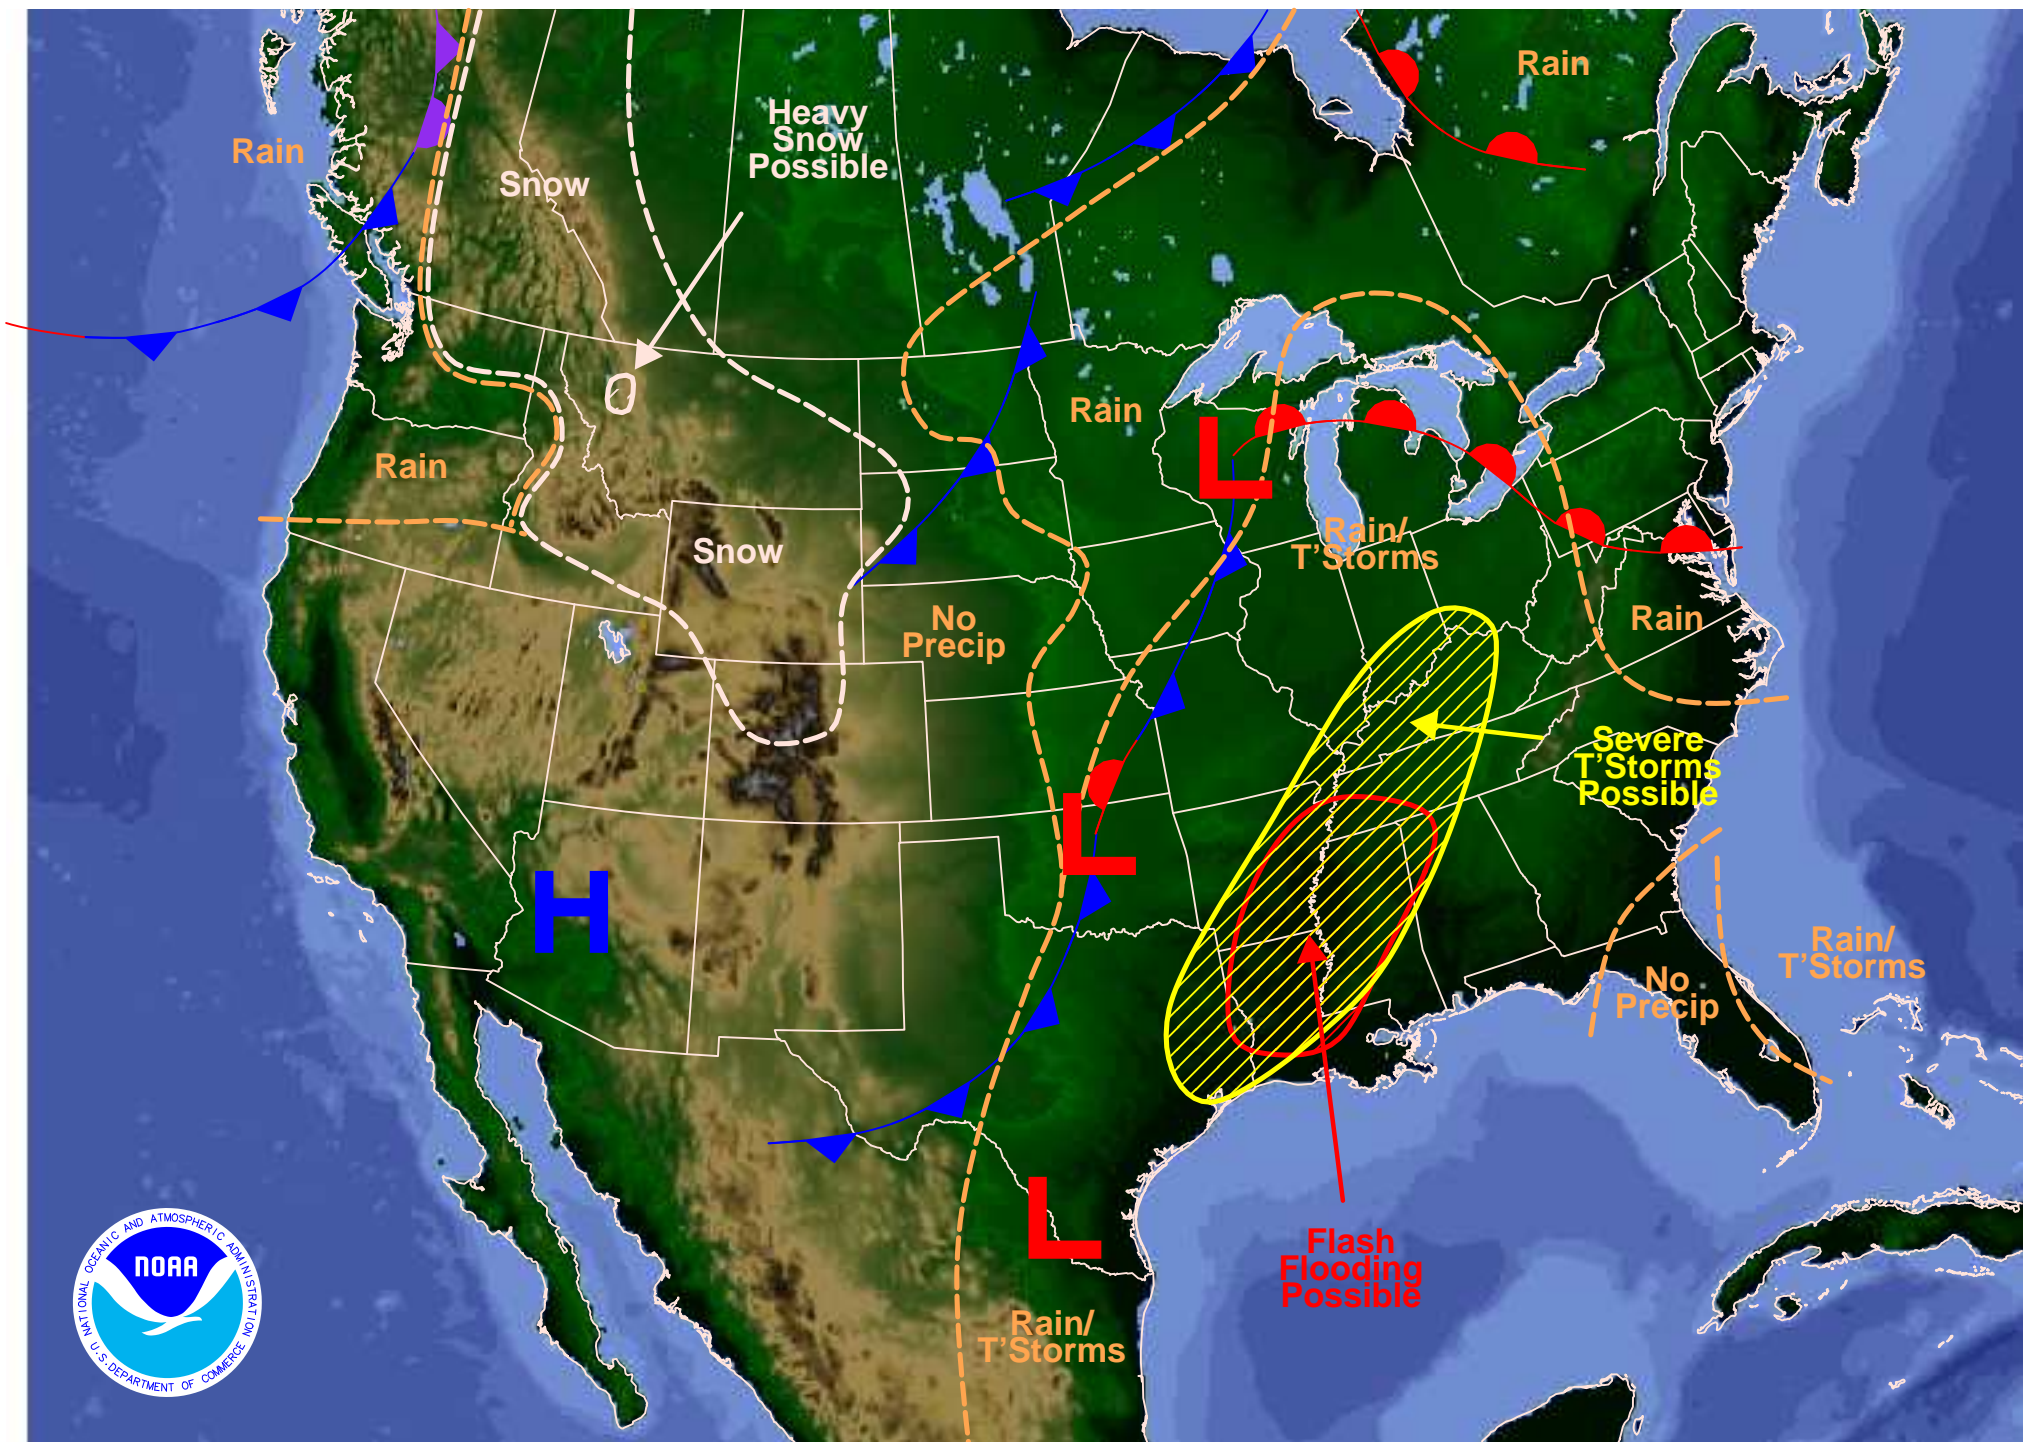 Rain
Rain
Heavy
Snow
Possible
Snow
Rain
Rain
Snow
Rain/
T'Storms
No
Precip
Rain
Severe
T'Storms
Possible
L
L
H
Rain/
T'Storms
No
Precip
L
Flash
Flooding
Possible
Rain/
T'Storms
NATIONAL OCEANIC AND ATMOSPHERIC ADMINISTRATION
NOAA
U.S. DEPARTMENT OF COMMERCE